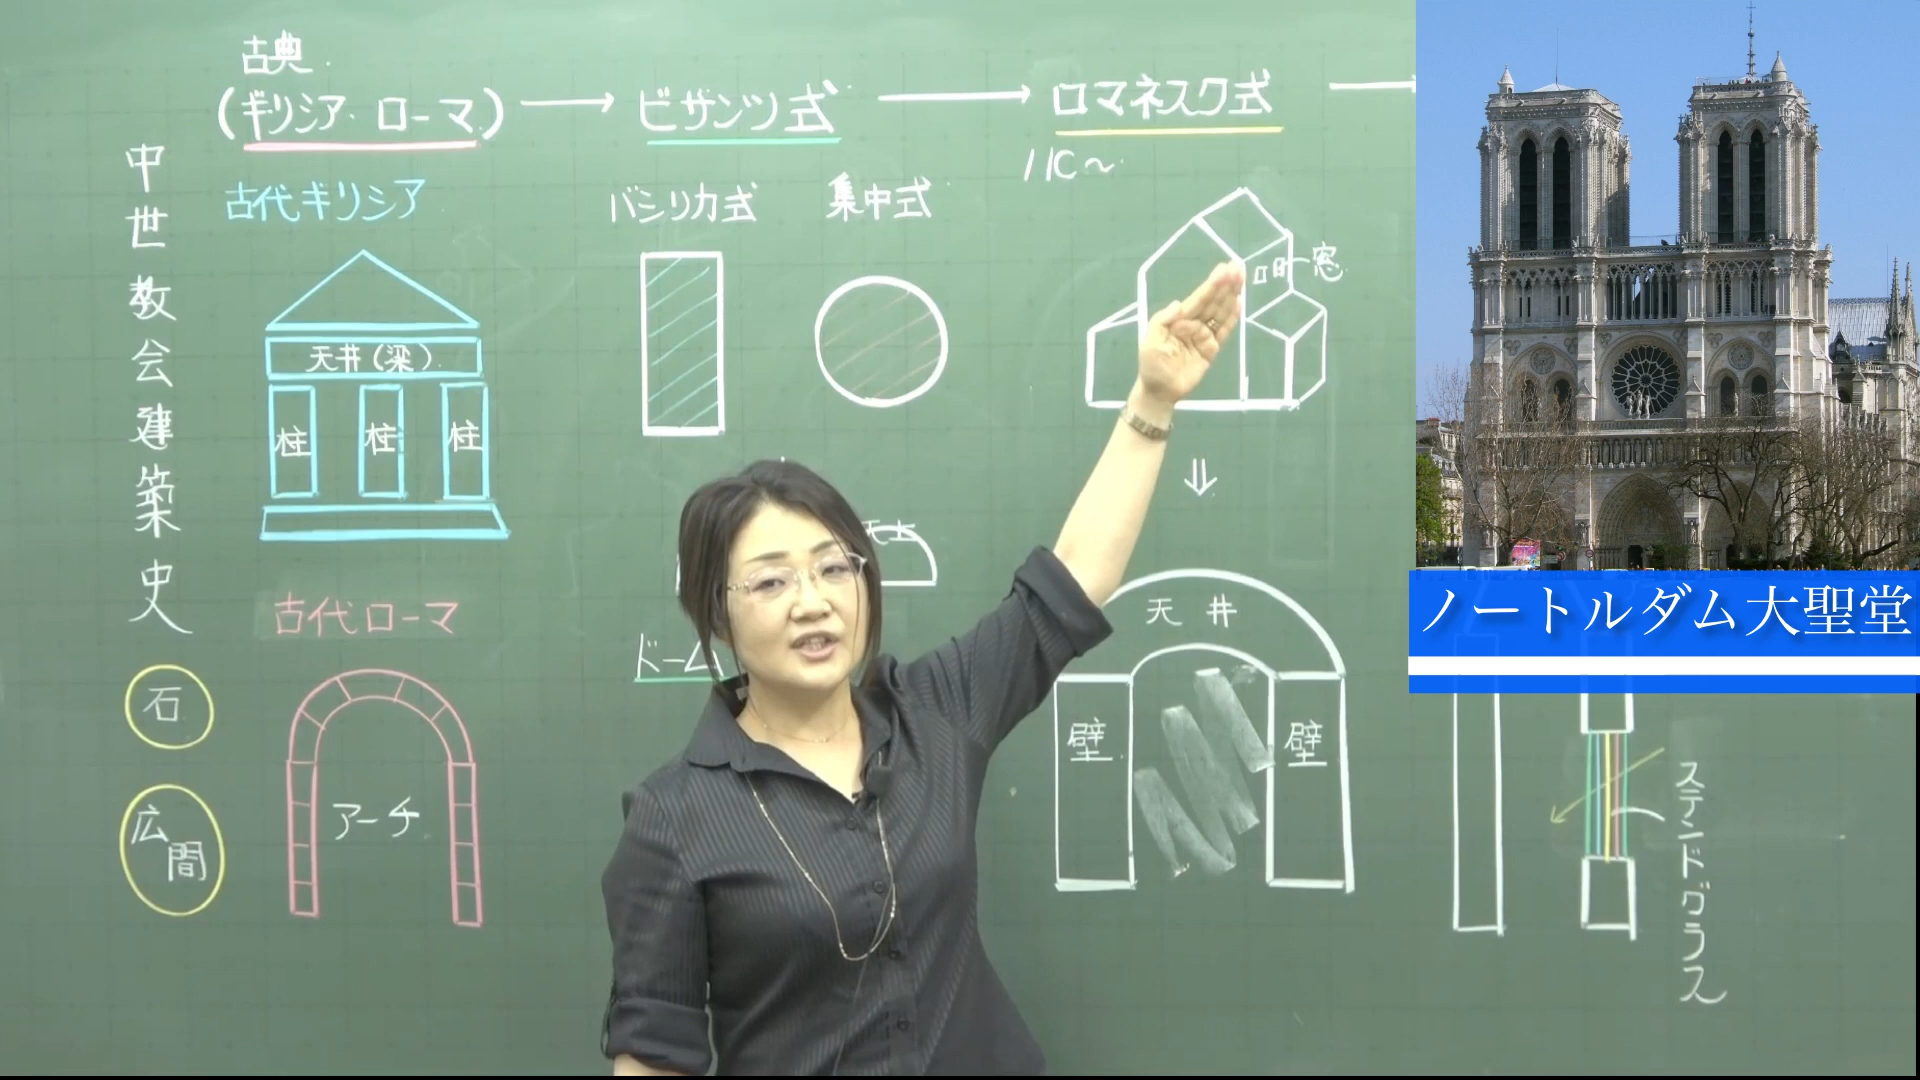 中世教会建築史
石
広間
古典
(ギリシア・ローマ)
古代ギリシア
天井(梁)
柱 柱 柱
古代ローマ
アーチ
ビザンツ式
バシリカ式 集中式
ドーム
ロマネスク式
11C〜
窓
天井
壁 壁
ステンドグラス
ノートルダム大聖堂